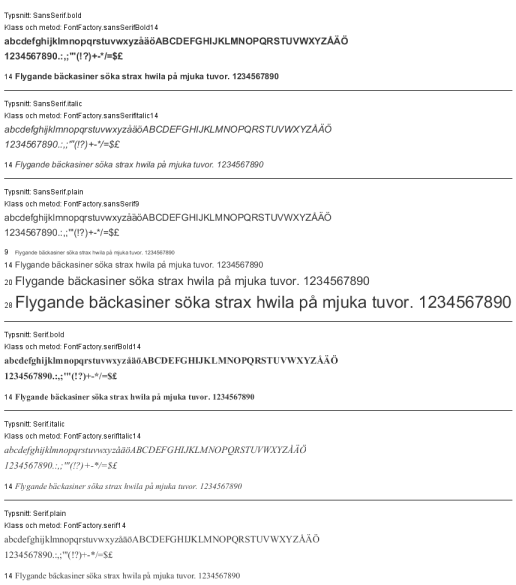 Typsnitt: SansSerif.bold
Klass och metod: FontFactory.sansSerifBold14
abcdefghijklmnopqrstuvwxyzåäöABCDEFGHIJKLMNOPQRSTUVWXYZÅÄÖ
1234567890.:,;'"(!?)+-*/=$£
14 Flygande bäckasiner söka strax hwila på mjuka tuvor. 1234567890
Typsnitt: SansSerif.italic
Klass och metod: FontFactory.sansSerifItalic14
abcdefghijklmnopqrstuvwxyzåäöABCDEFGHIJKLMNOPQRSTUVWXYZÅÄÖ
1234567890.:,;'"(!?)+-*/=$£
14 Flygande bäckasiner söka strax hwila på mjuka tuvor. 1234567890
Typsnitt: SansSerif.plain
Klass och metod: FontFactory.sansSerif9
abcdefghijklmnopqrstuvwxyzåäöABCDEFGHIJKLMNOPQRSTUVWXYZÅÄÖ
1234567890.:,;'"(!?)+-*/=$£
9 Flygande bäckasiner söka strax hwila på mjuka tuvor. 1234567890
14 Flygande bäckasiner söka strax hwila på mjuka tuvor. 1234567890
20 Flygande bäckasiner söka strax hwila på mjuka tuvor. 1234567890
28 Flygande bäckasiner söka strax hwila på mjuka tuvor. 1234567890
Typsnitt: Serif.bold
Klass och metod: FontFactory.serifBold14
abcdefghijklmnopqrstuvwxyzåäöABCDEFGHIJKLMNOPQRSTUVWXYZÅÄÖ
1234567890.:,;'"(!?)+-*/=$£
14 Flygande bäckasiner söka strax hwila på mjuka tuvor. 1234567890
Typsnitt: Serif.italic
Klass och metod: FontFactory.serifItalic14
abcdefghijklmnopqrstuvwxyzåäöABCDEFGHIJKLMNOPQRSTUVWXYZÅÄÖ
1234567890.:,;'"(!?)+-*/=$£
14 Flygande bäckasiner söka strax hwila på mjuka tuvor. 1234567890
Typsnitt: Serif.plain
Klass och metod: FontFactory.serif14
abcdefghijklmnopqrstuvwxyzåäöABCDEFGHIJKLMNOPQRSTUVWXYZÅÄÖ
1234567890.:,;'"(!?)+-*/=$£
14 Flygande bäckasiner söka strax hwila på mjuka tuvor. 1234567890